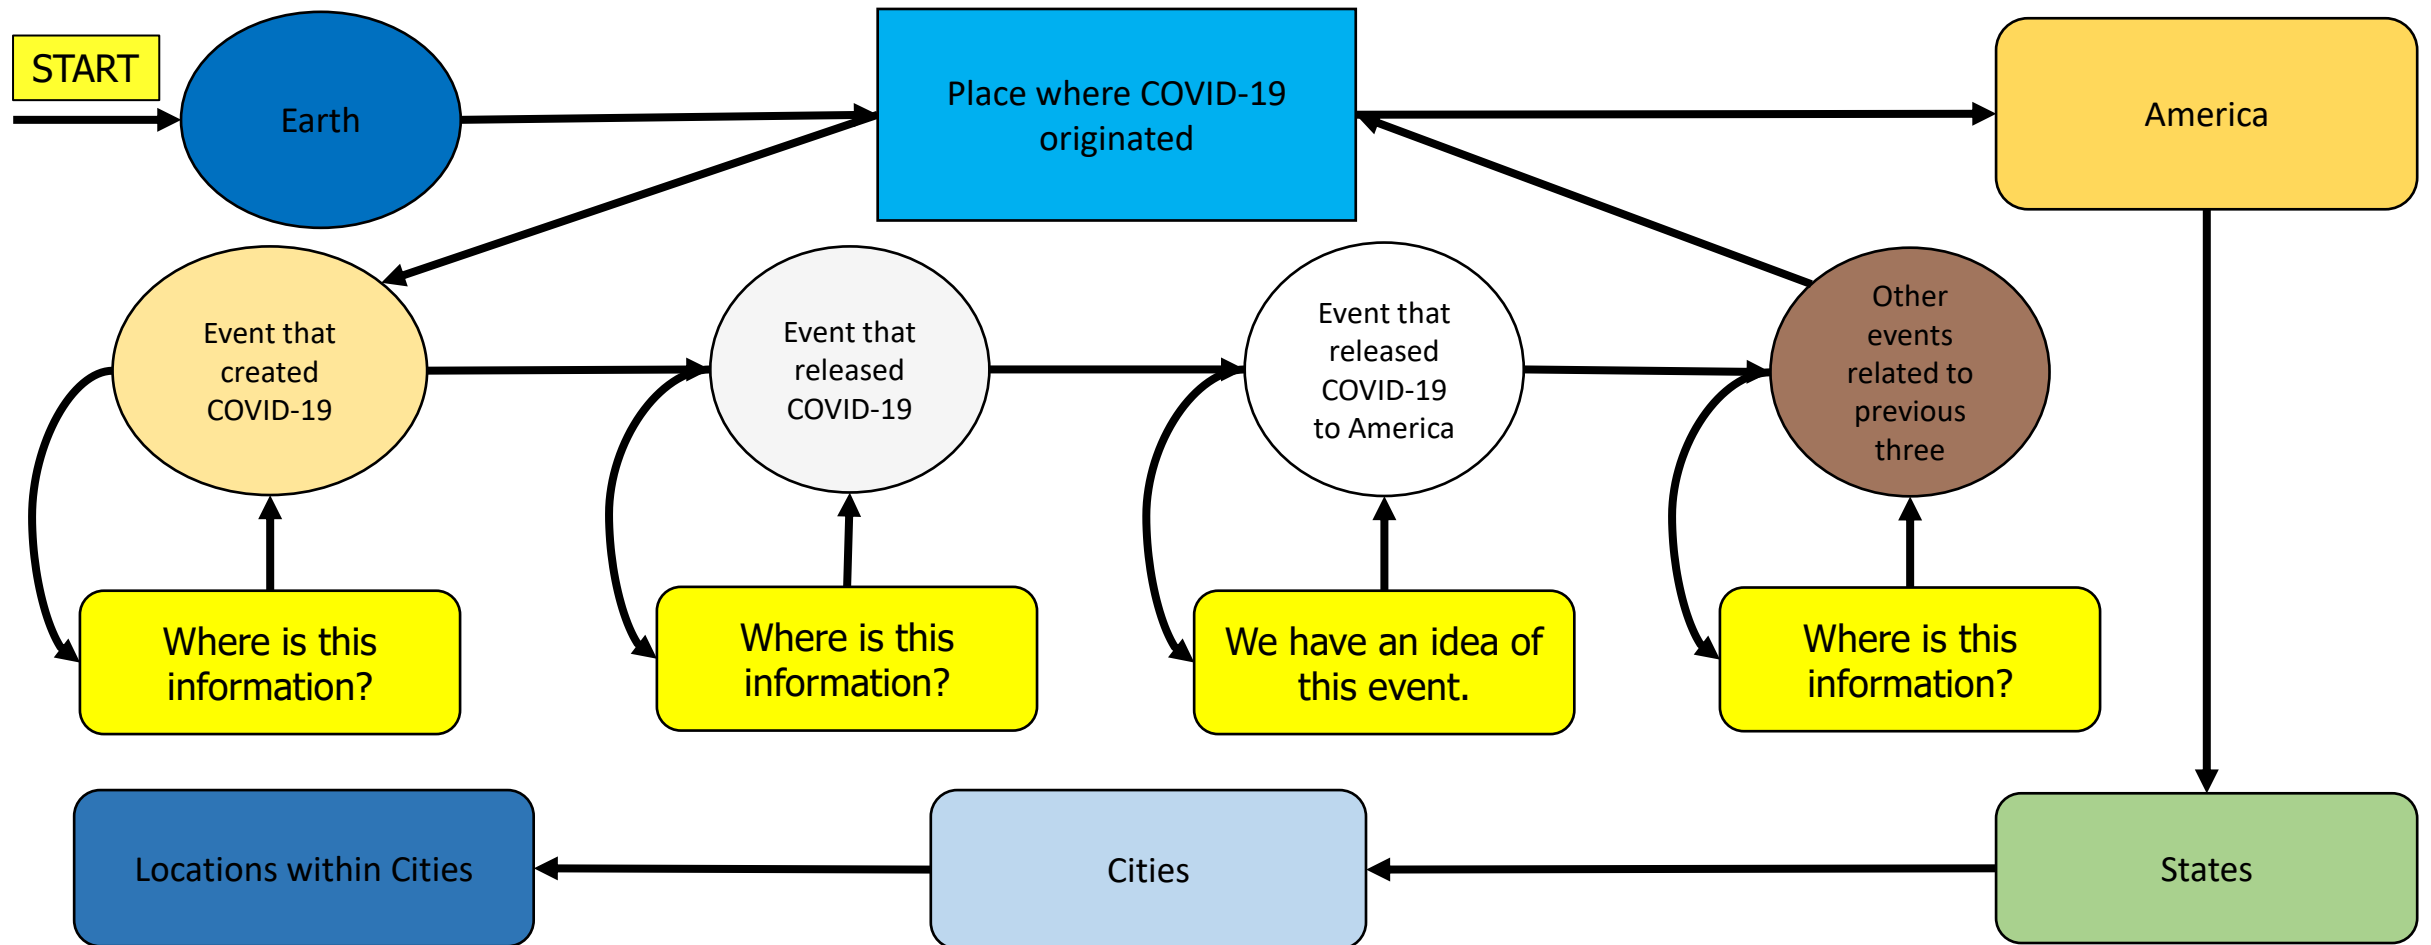 START
Earth
Place where COVID-19
originated
America
Event that
created
COVID-19
Event that
released
COVID-19
Event that
released
COVID-19
to America
Other
events
related to
previous
three
Where is this
information?
Where is this
information?
We have an idea of
this event.
Where is this
information?
Locations within Cities
Cities
States